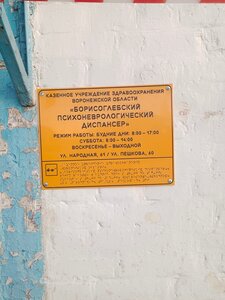 КАЗЕННОЕ УЧРЕЖДЕНИЕ ЗДРАВООХРАНЕНИЯ
ВОРОНЕЖСКОЙ ОБЛАСТИ
«БОРИСОГЛЕБСКИЙ
ПСИХОНЕВРОЛОГИЧЕСКИЙ
ДИСПАНСЕР»
РЕЖИМ РАБОТЫ: БУДНИЕ ДНИ: 8:00 - 17:00
СУББОТА: 8:00 - 14:00
ВОСКРЕСЕНЬЕ - ВЫХОДНОЙ
УЛ. НАРОДНАЯ, 61 / УЛ. ПЕШКОВА, 60